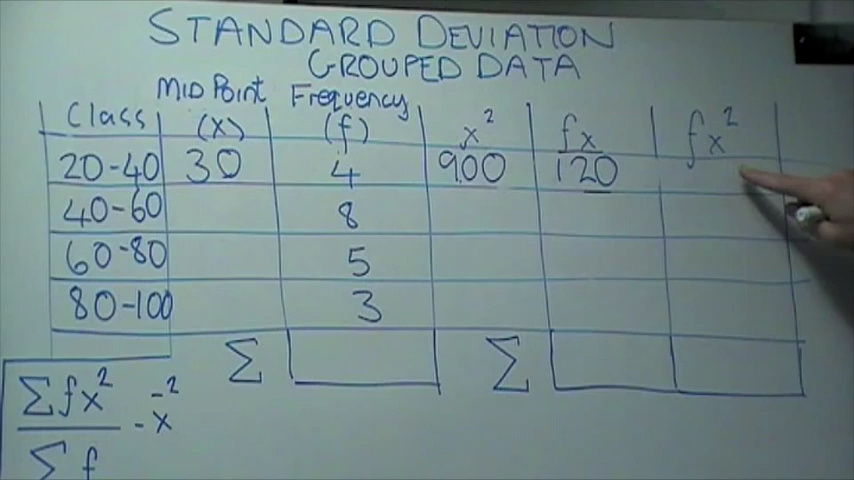 STANDARD DEVIATION
GROUPED DATA
Class MID Point (x) Frequency (f) x² fx fx²
20-40 30 4 900 120
40-60 8
60-80 5
80-100 3
Σ Σ
Σfx² - x̄²
Σf